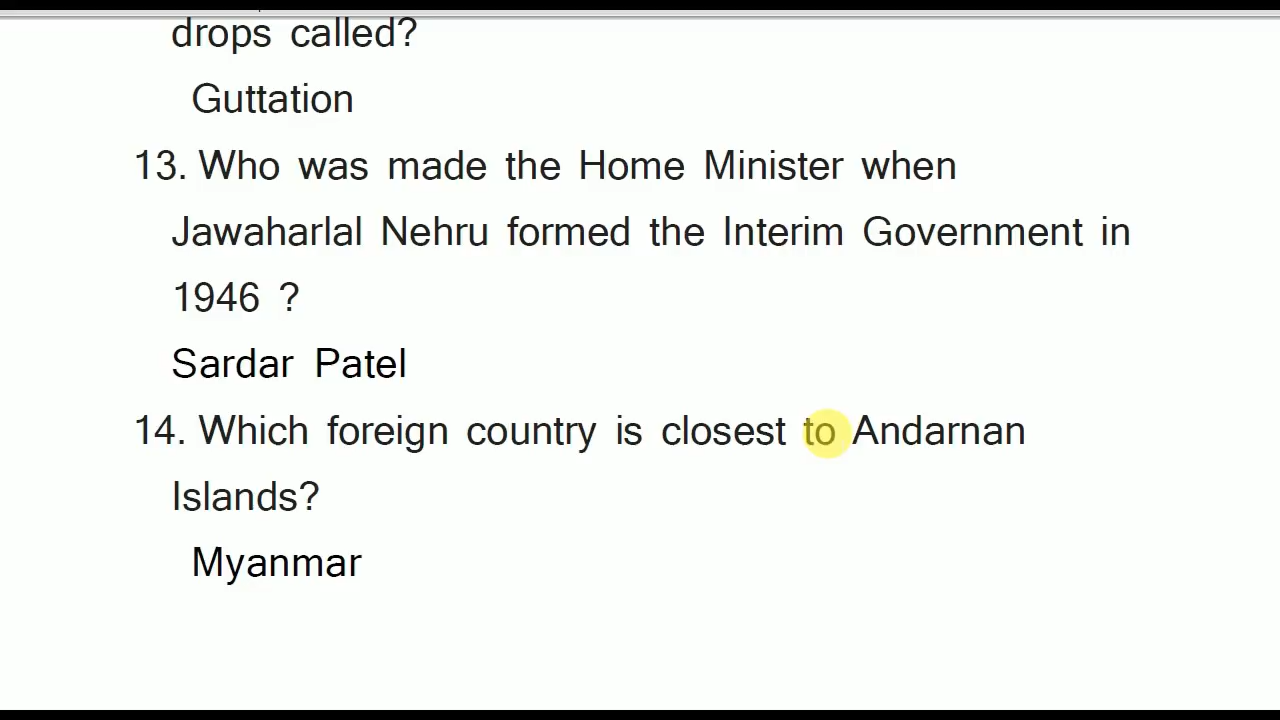 drops called?
Guttation
13. Who was made the Home Minister when
Jawaharlal Nehru formed the Interim Government in
1946 ?
Sardar Patel
14. Which foreign country is closest to Andarnan
Islands?
Myanmar